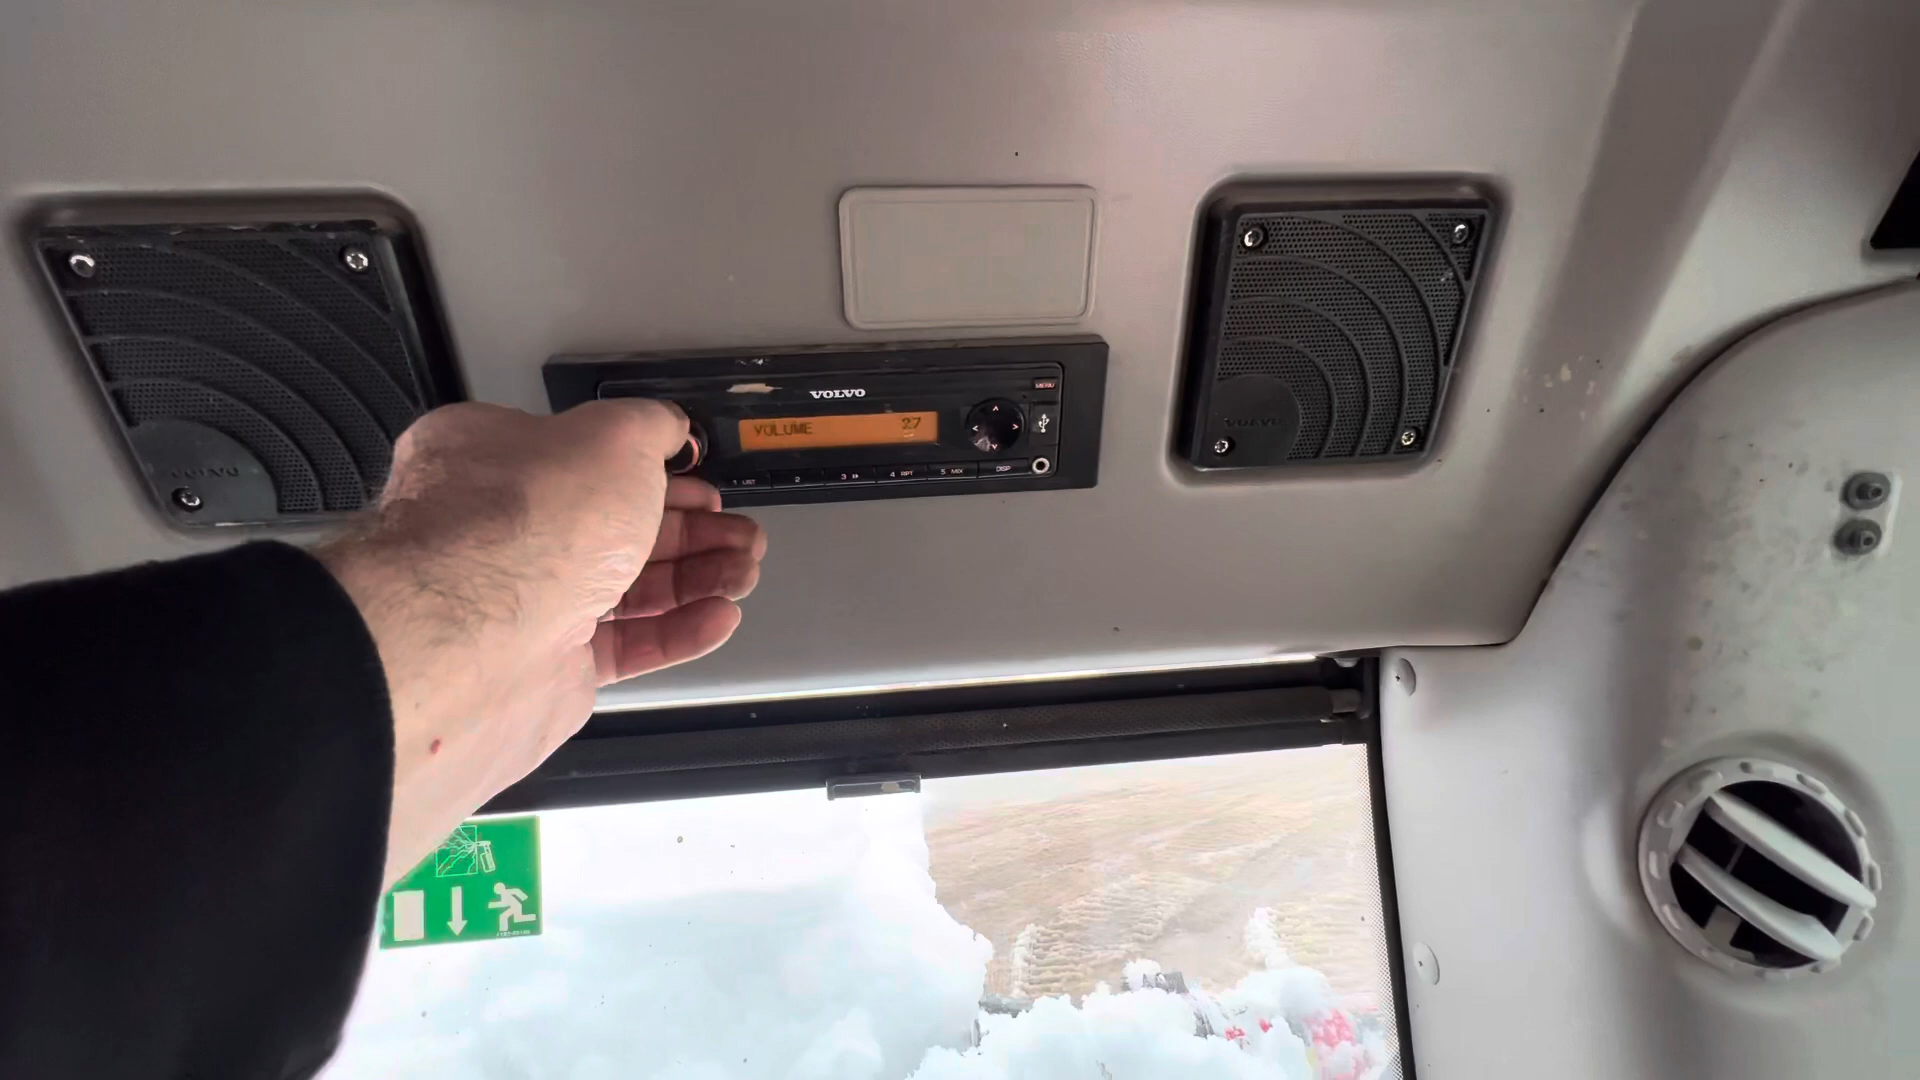 VOLVO
MENU
VOLUME 27
1 LIST 2 3 4 RPT 5 MIX DISP
VOLVO
VOLVO